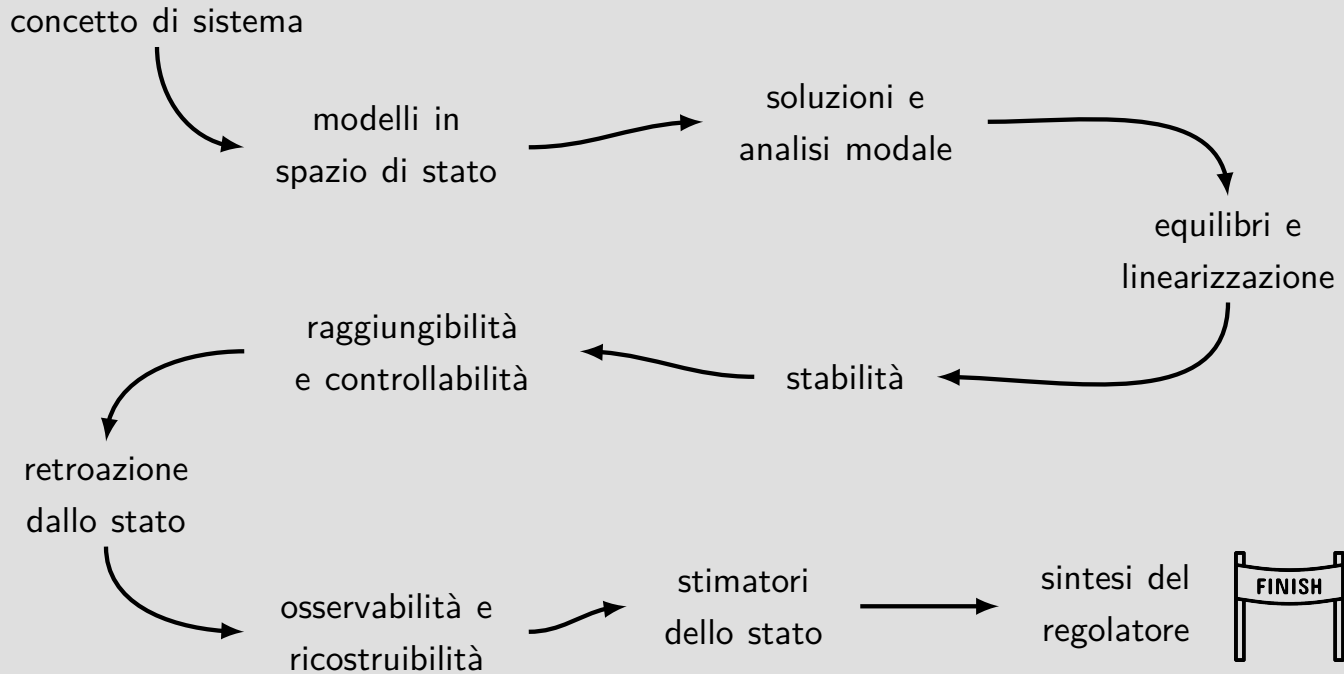 concetto di sistema
modelli in
spazio di stato
soluzioni e
analisi modale
equilibri e
linearizzazione
stabilità
raggiungibilità
e controllabilità
retroazione
dallo stato
osservabilità e
ricostruibilità
stimatori
dello stato
sintesi del
regolatore
FINISH